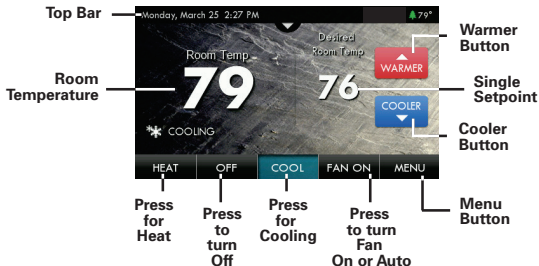 Top Bar
Monday, March 25 2:27 PM
79°
Warmer
Button
Room Temp
Desired
Room Temp
WARMER
Room
Temperature
79
76
Single
Setpoint
COOLER
COOLING
Cooler
Button
HEAT OFF COOL FAN ON MENU
Press
for
Heat
Press
to
turn
Off
Press
for
Cooling
Press
to turn
Fan
On or Auto
Menu
Button